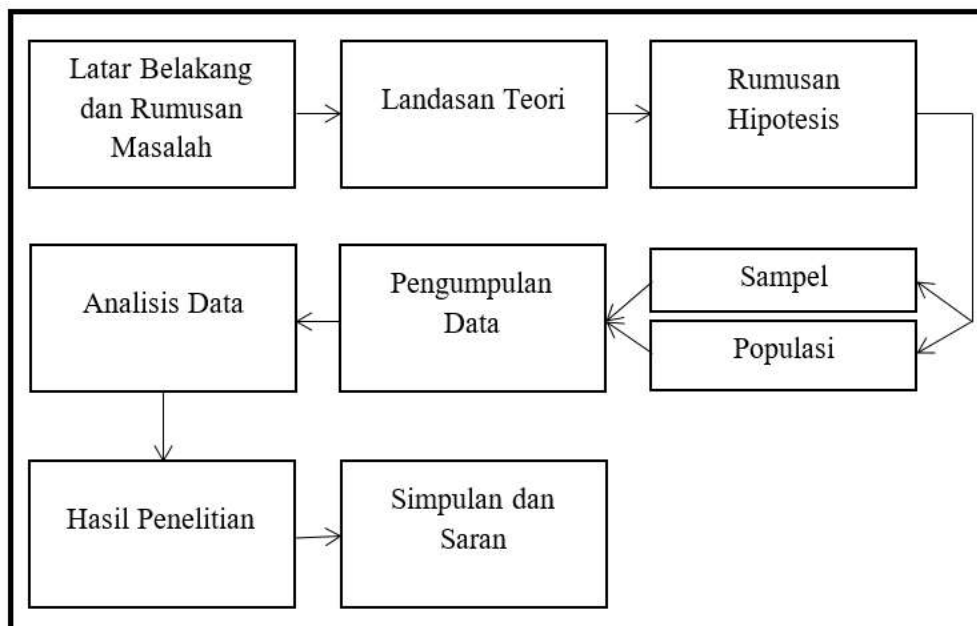 Latar Belakang
dan Rumusan
Masalah
Landasan Teori
Rumusan
Hipotesis
Sampel
Populasi
Pengumpulan
Data
Analisis Data
Hasil Penelitian
Simpulan dan
Saran